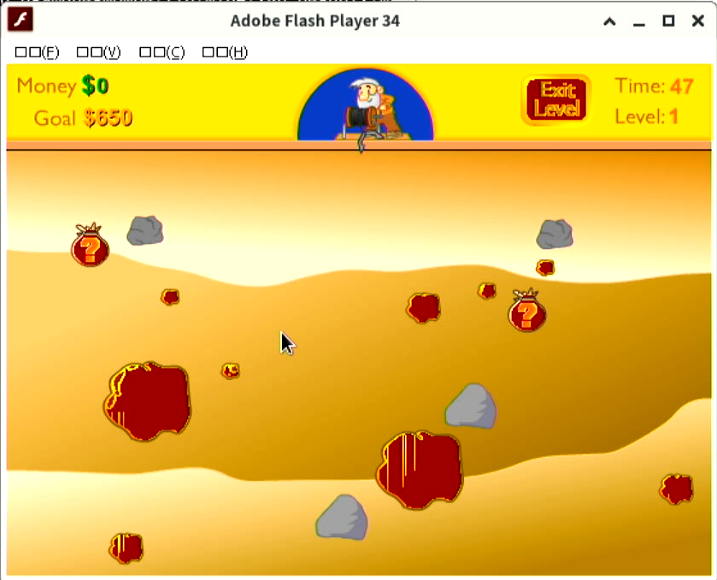 Adobe Flash Player 34
□□(F) □□(V) □□(C) □□(H)
Money $0
Goal $650
Exit
Level
Time: 47
Level: 1
?
?